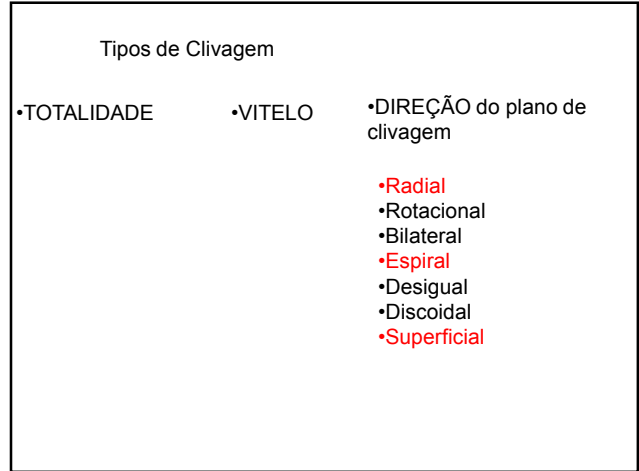 Tipos de Clivagem
•TOTALIDADE
•VITELO
•DIREÇÃO do plano de
clivagem
•Radial
•Rotacional
•Bilateral
•Espiral
•Desigual
•Discoidal
•Superficial